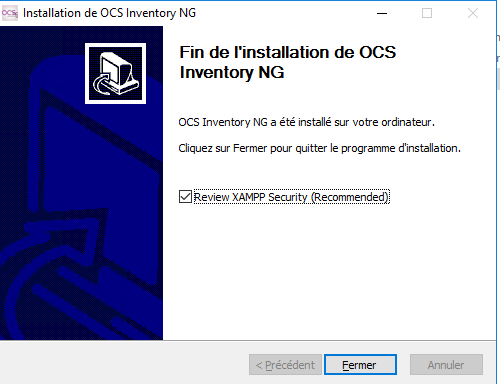 OCS
Installation de OCS Inventory NG
Fin de l'installation de OCS
Inventory NG
OCS Inventory NG a été installé sur votre ordinateur.
Cliquez sur Fermer pour quitter le programme d'installation.
Review XAMPP Security (Recommended)
< Précédent
Fermer
Annuler